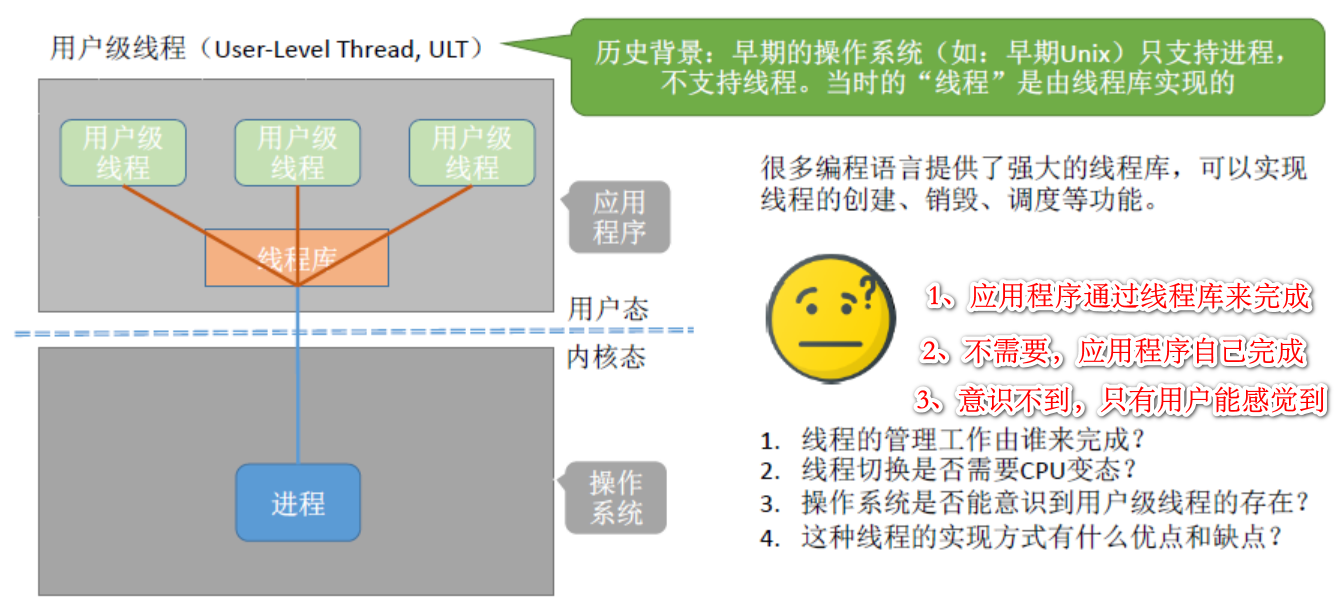 用户级线程（User-Level Thread, ULT）
历史背景：早期的操作系统（如：早期Unix）只支持进程，
不支持线程。当时的“线程”是由线程库实现的
用户级
线程
用户级
线程
用户级
线程
应用
程序
线程库
用户态
内核态
进程
操作
系统
很多编程语言提供了强大的线程库，可以实现
线程的创建、销毁、调度等功能。
?
1、应用程序通过线程库来完成
2、不需要，应用程序自己完成
3、意识不到，只有用户能感觉到
1. 线程的管理工作由谁来完成？
2. 线程切换是否需要CPU变态？
3. 操作系统是否能意识到用户级线程的存在？
4. 这种线程的实现方式有什么优点和缺点？